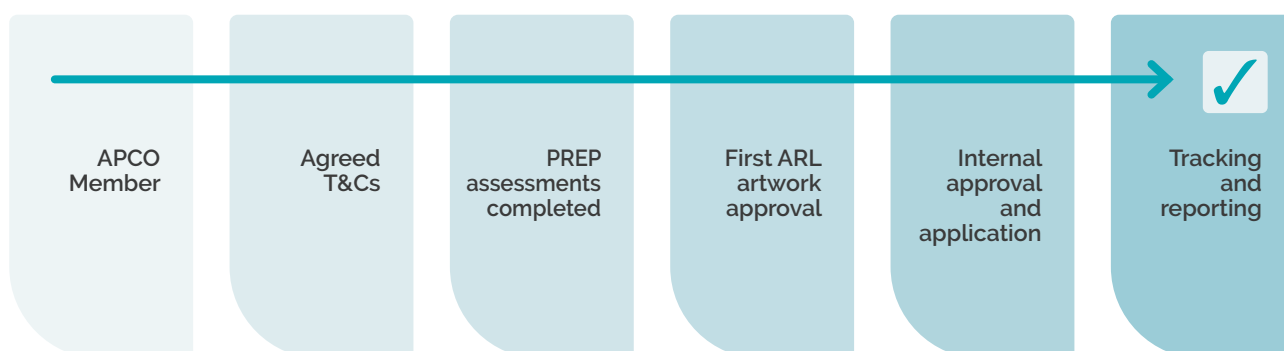 APCO
Member
Agreed
T&Cs
PREP
assessments
completed
First ARL
artwork
approval
Internal
approval
and
application
Tracking
and
reporting